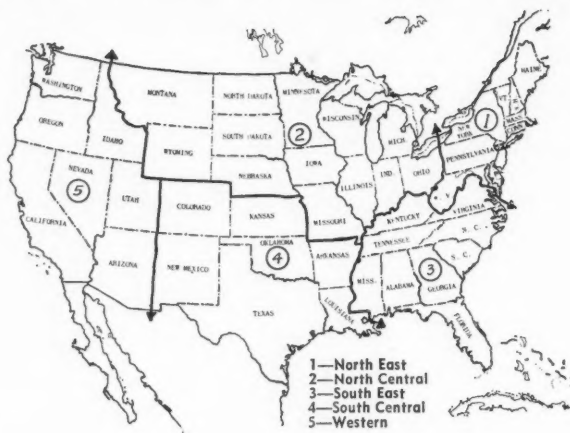 WASHINGTON
MONTANA
NORTH DAKOTA
MINNESOTA
MAINE
VT
OREGON
IDAHO
WYOMING
SOUTH DAKOTA
2
WISCONSIN
MICH.
NEW YORK
1
MASS
NEVADA
5
NEBRASKA
IOWA
ILLINOIS
IND.
OHIO
PENNSYLVANIA
CALIFORNIA
UTAH
COLORADO
KANSAS
MISSOURI
KENTUCKY
VIRGINIA
ARIZONA
NEW MEXICO
OKLAHOMA
4
ARKANSAS
TENNESSEE
N. C.
S. C.
TEXAS
LOUISIANA
MISS.
ALABAMA
3
GEORGIA
FLORIDA
1—North East
2—North Central
3—South East
4—South Central
5—Western